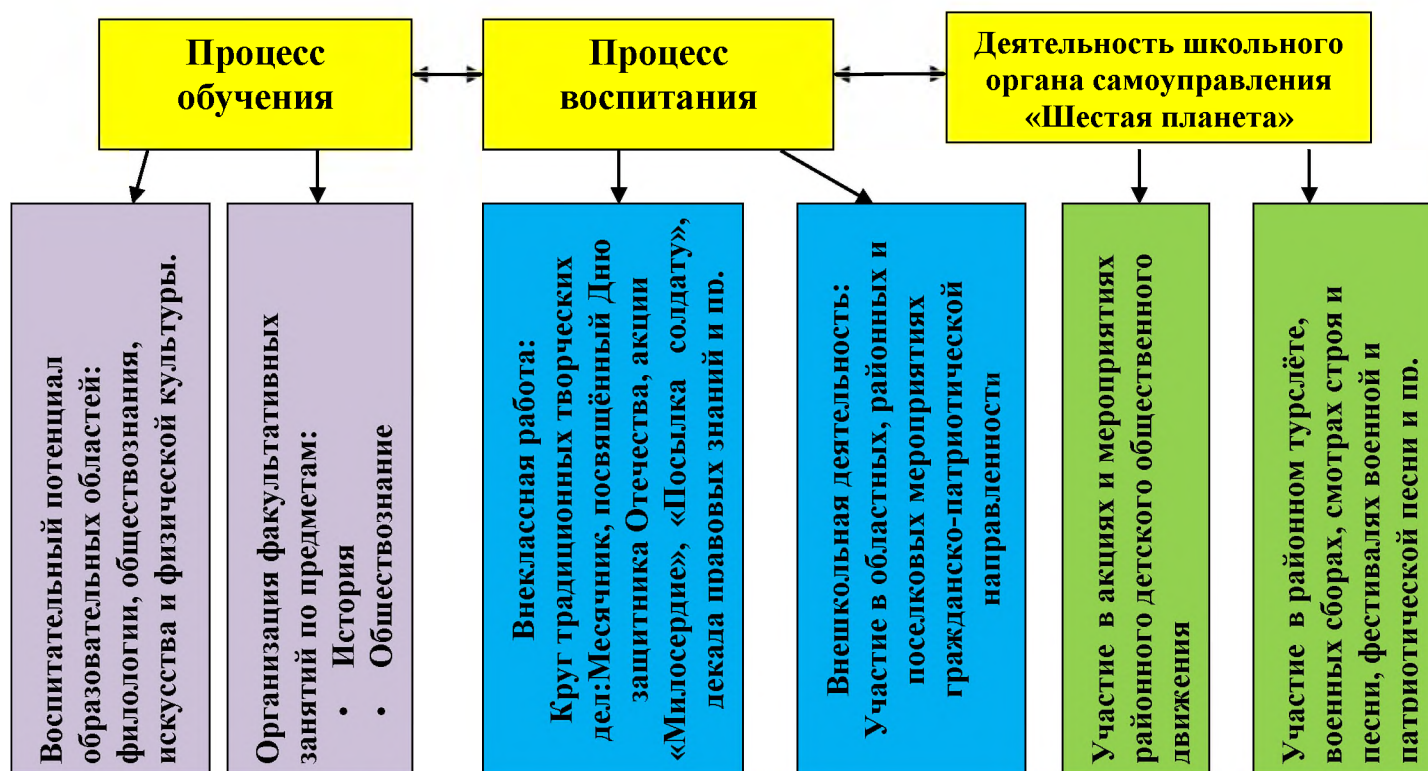 Процесс
обучения
Процесс
воспитания
Деятельность школьного
органа самоуправления
«Шестая планета»
Воспитательный потенциал
образовательных областей:
филологии, обществознания,
искусства и физической культуры.
Организация факультативных
занятий по предметам:
• История
• Обществознание
Внеклассная работа:
Круг традиционных творческих
дел:Месячник, посвящённый Дню
защитника Отечества, акции
«Милосердие», «Посылка солдату»,
декада правовых знаний и пр.
Внешкольная деятельность:
Участие в областных, районных и
поселковых мероприятиях
гражданско-патриотической
направленности
Участие в акциях и мероприятиях
районного детского общественного
движения
Участие в районном турслёте,
военных сборах, смотрах строя и
песни, фестивалях военной и
патриотической песни и пр.